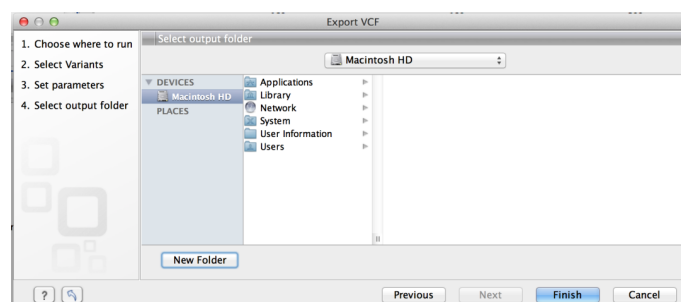 Export VCF
1. Choose where to run
2. Select Variants
3. Set parameters
4. Select output folder
Select output folder
Macintosh HD
DEVICES
Macintosh HD
PLACES
Applications
Library
Network
System
User Information
Users
New Folder
?
Previous
Next
Finish
Cancel